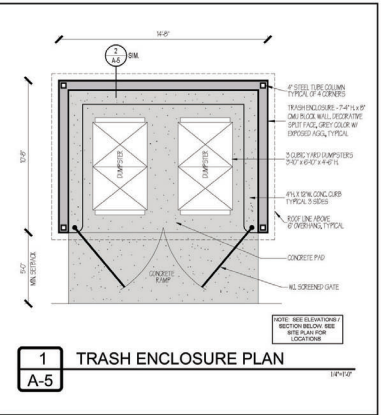 14'-8"
2
A-5
SIM.
4" STEEL TUBE COLUMN
TYPICAL OF 4 CORNERS
TRASH ENCLOSURE - 7'-4" H. x 8"
CMU BLOCK WALL, DECORATIVE
SPLIT FACE, GREY COLOR W/
EXPOSED AGG., TYPICAL
10'-8"
DUMPSTER
DUMPSTER
3 CUBIC YARD DUMPSTERS
3'-10" x 6'-10" x 4'-6" H.
4"H. x 12"W. CONC. CURB
TYPICAL 3 SIDES
ROOF LINE ABOVE
6" OVERHANG, TYPICAL
CONCRETE PAD
5'-0"
MIN. SETBACK
CONCRETE
RAMP
SCREENED GATE
NOTE: SEE ELEVATIONS /
SECTION BELOW. SEE
SITE PLAN FOR
LOCATIONS
1
A-5
TRASH ENCLOSURE PLAN
1/4"=1'-0"